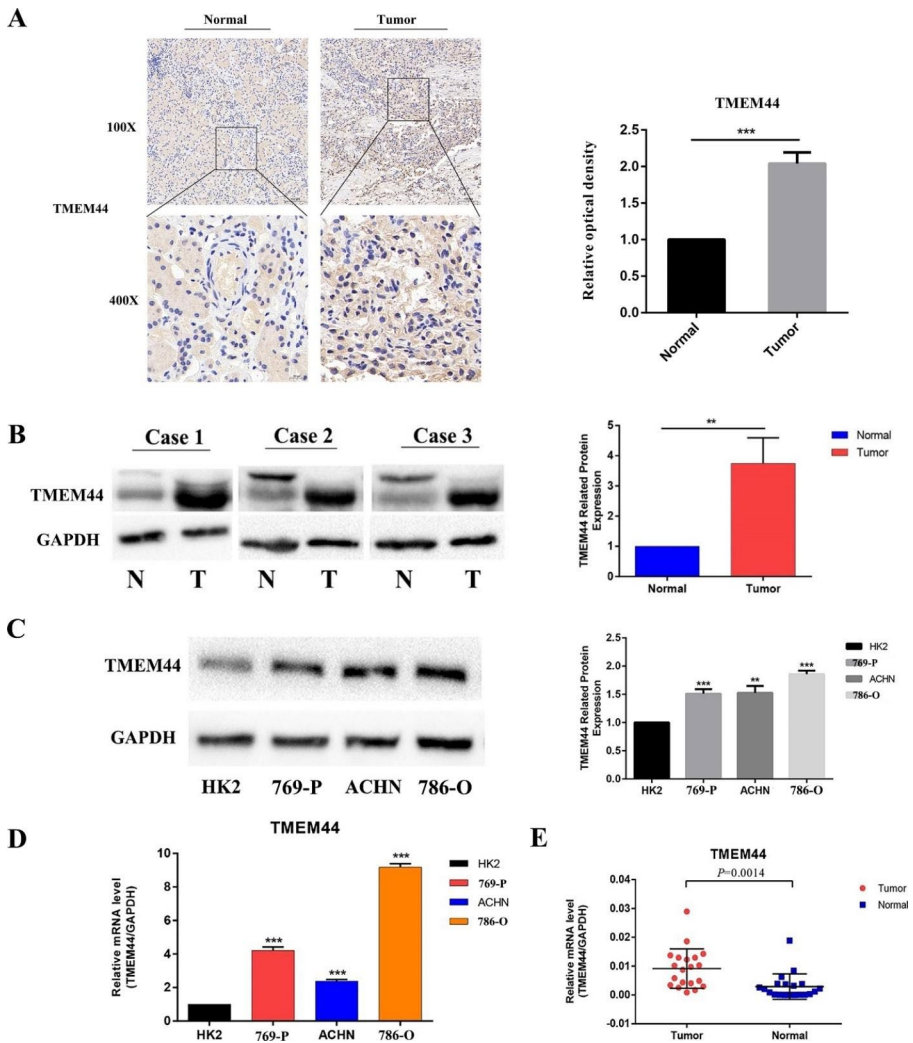 A
Normal
Tumor
100X
TMEM44
400X
TMEM44
***
Relative optical density
2.5
2.0
1.5
1.0
0.5
0.0
Normal
Tumor
B
Case 1
Case 2
Case 3
TMEM44
GAPDH
N T N T N T
TMEM44 Related Protein
Expression
5
4
3
2
1
0
**
Normal
Tumor
Normal
Tumor
C
TMEM44
GAPDH
HK2 769-P ACHN 786-O
TMEM44 Related Protein
Expression
2.5
2.0
1.5
1.0
0.5
0.0
***
**
***
HK2
769-P
ACHN
786-O
HK2 769-P ACHN 786-O
D
TMEM44
Relative mRNA level
(TMEM44/GAPDH)
10
8
6
4
2
0
***
***
***
HK2
769-P
ACHN
786-O
HK2 769-P ACHN 786-O
E
TMEM44
P=0.0014
Relative mRNA level
(TMEM44/GAPDH)
0.04
0.03
0.02
0.01
0.00
-0.01
Tumor
Normal
Tumor
Normal